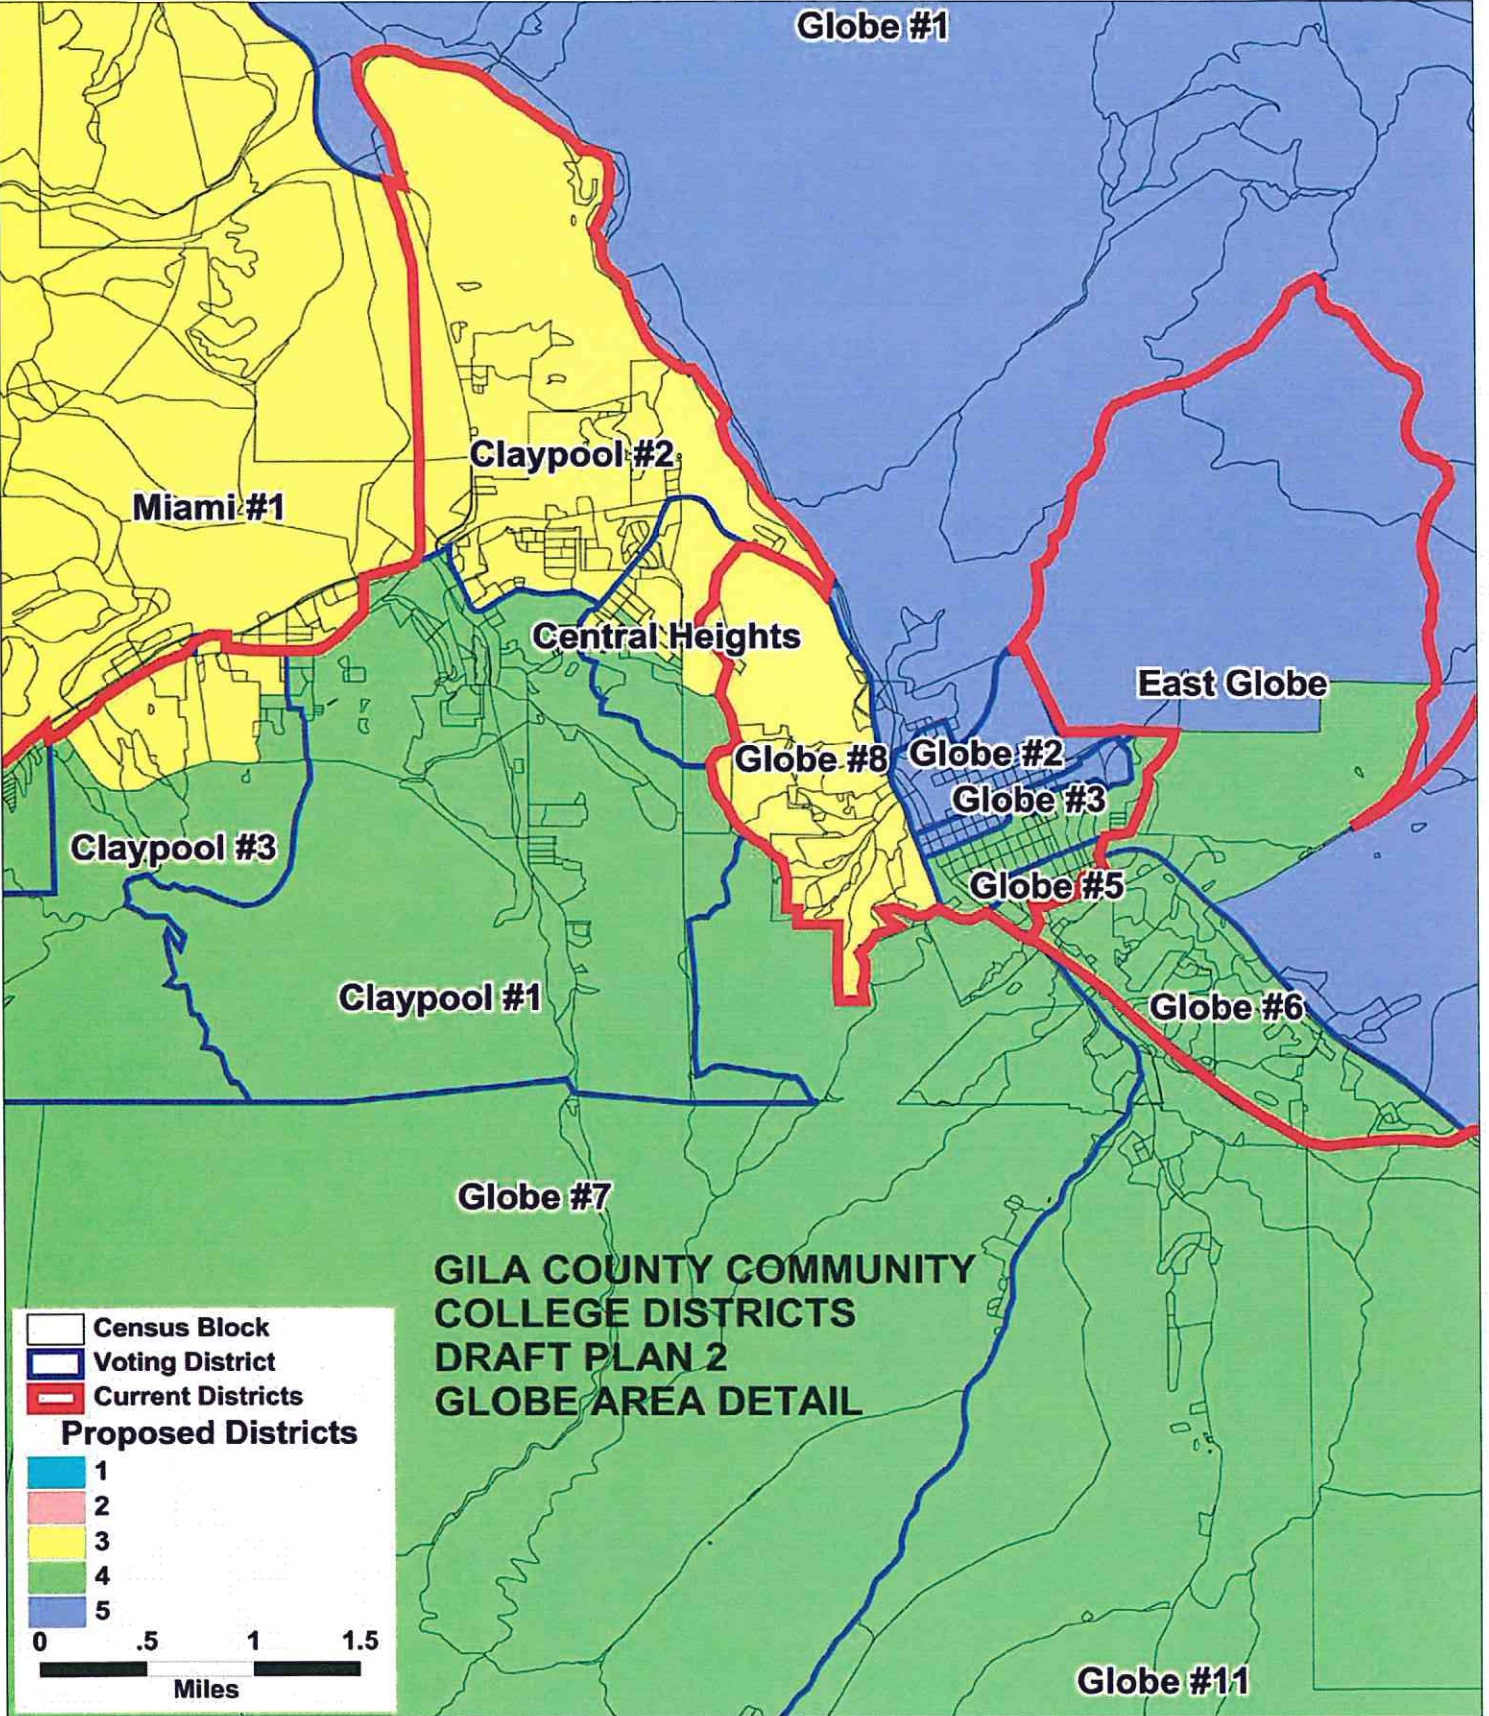 Globe #1
Claypool #2
Miami #1
Central Heights
East Globe
Globe #8
Globe #2
Globe #3
Claypool #3
Globe #5
Claypool #1
Globe #6
Globe #7
GILA COUNTY COMMUNITY
COLLEGE DISTRICTS
DRAFT PLAN 2
GLOBE AREA DETAIL
Census Block
Voting District
Current Districts
Proposed Districts
1
2
3
4
5
0 .5 1 1.5
Miles
Globe #11